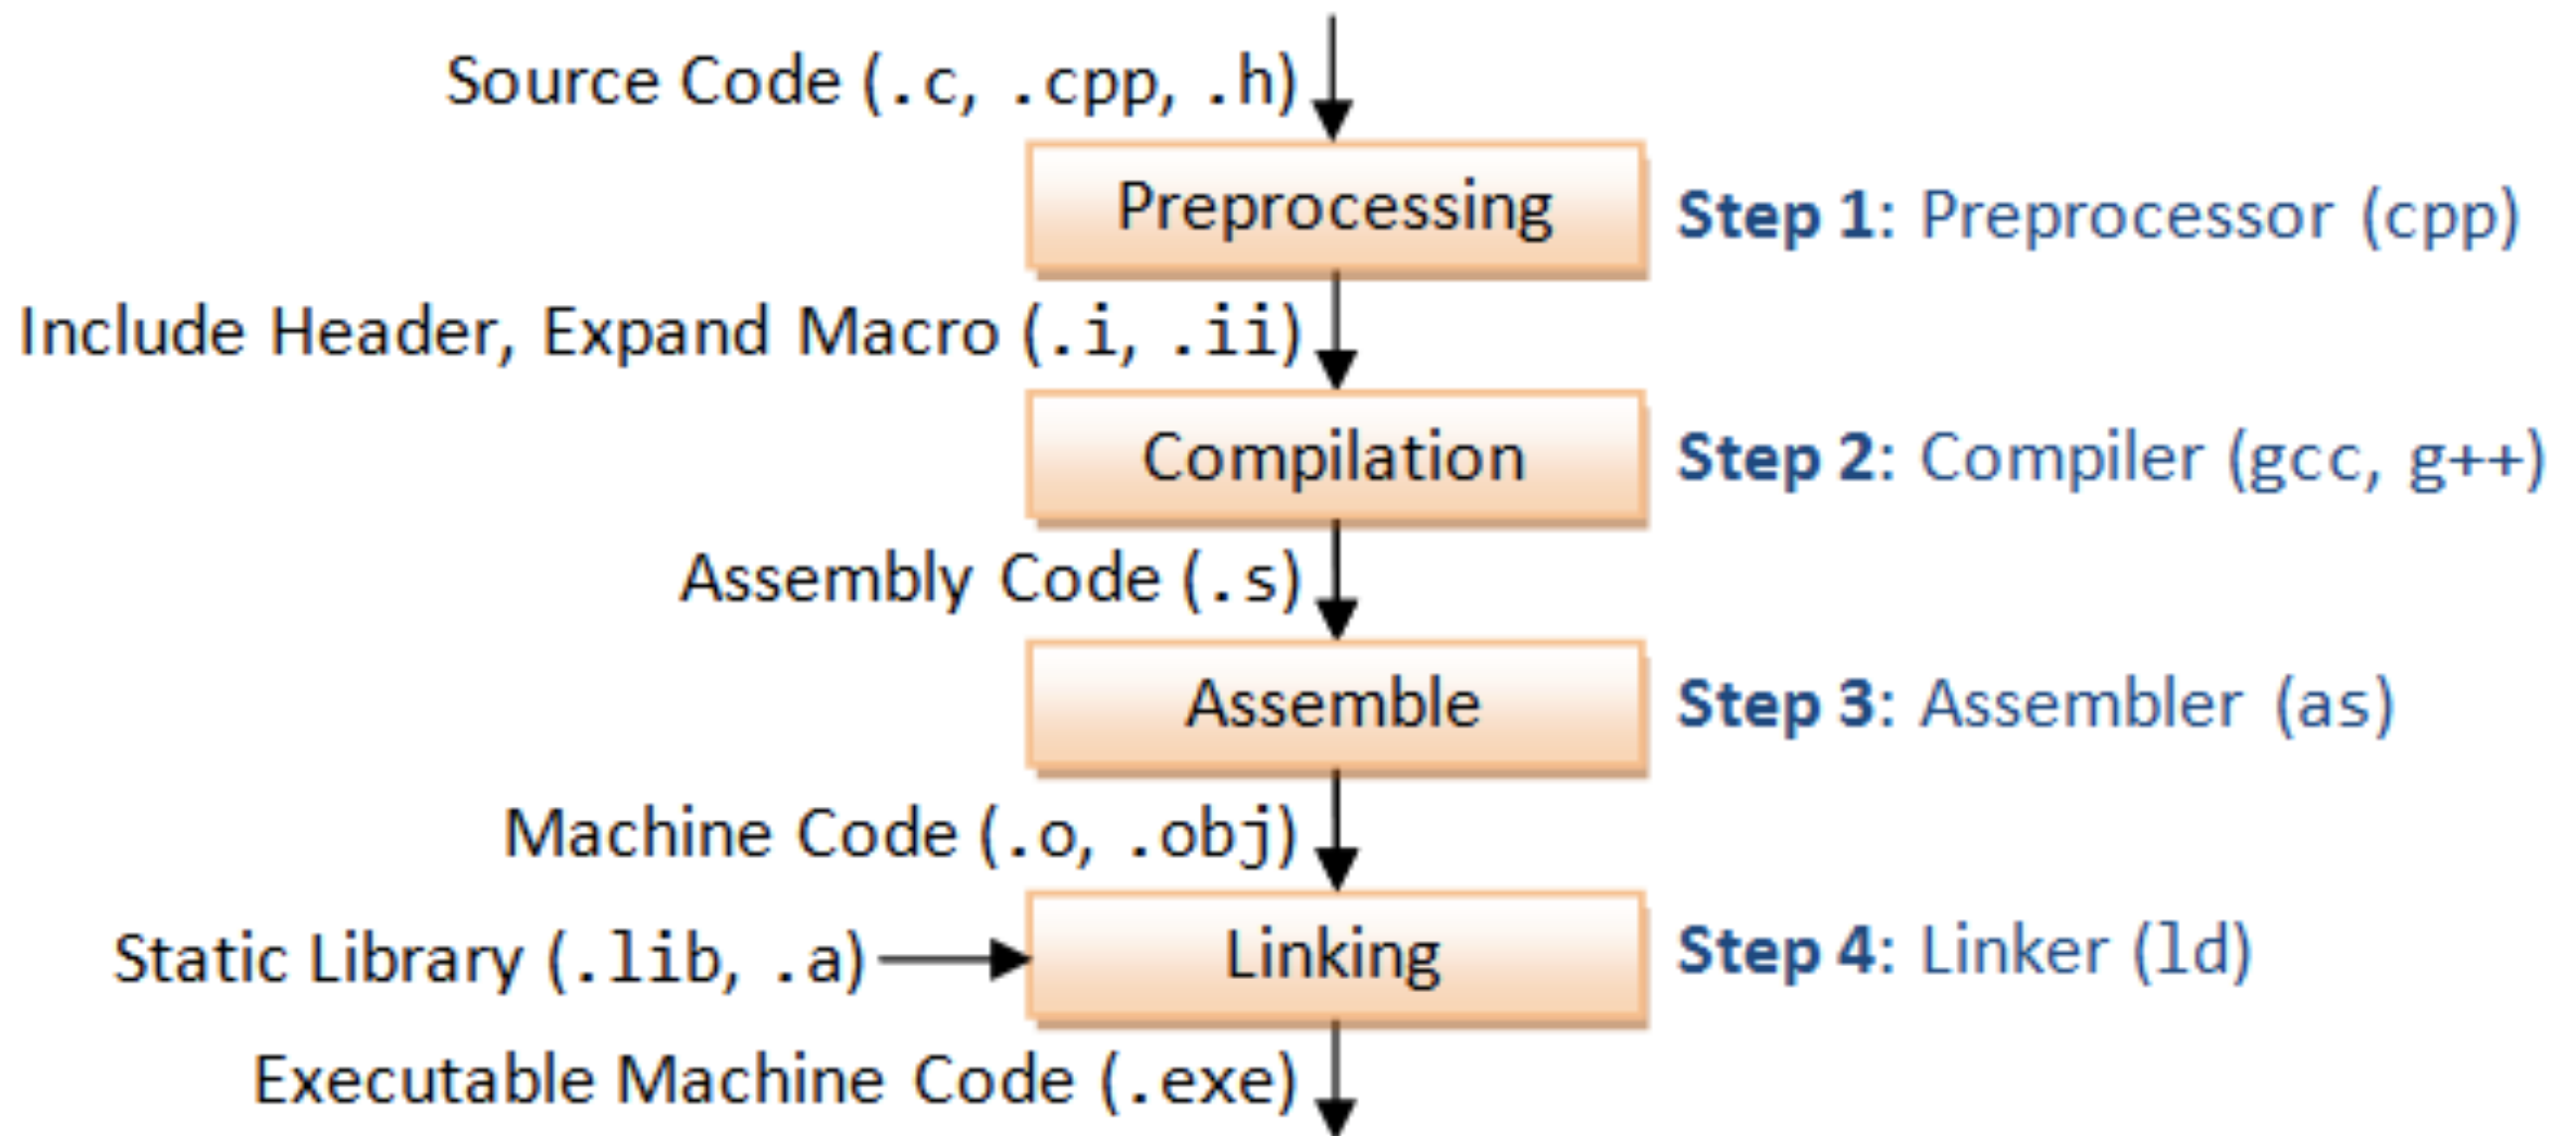 Source Code (.c, .cpp, .h)
Preprocessing
Step 1: Preprocessor (cpp)
Include Header, Expand Macro (.i, .ii)
Compilation
Step 2: Compiler (gcc, g++)
Assembly Code (.s)
Assemble
Step 3: Assembler (as)
Machine Code (.o, .obj)
Static Library (.lib, .a)
Linking
Step 4: Linker (ld)
Executable Machine Code (.exe)